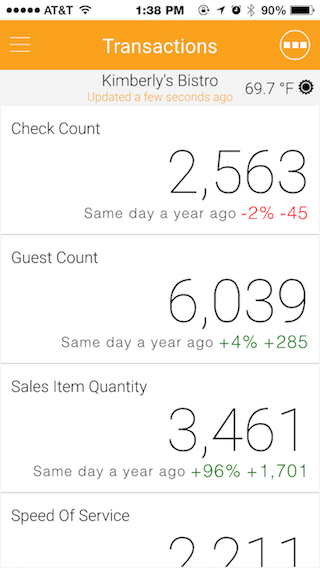 AT&T 1:38 PM 90%
Transactions
Kimberly's Bistro
Updated a few seconds ago
69.7 °F
Check Count
2,563
Same day a year ago -2% -45
Guest Count
6,039
Same day a year ago +4% +285
Sales Item Quantity
3,461
Same day a year ago +96% +1,701
Speed Of Service
2,211